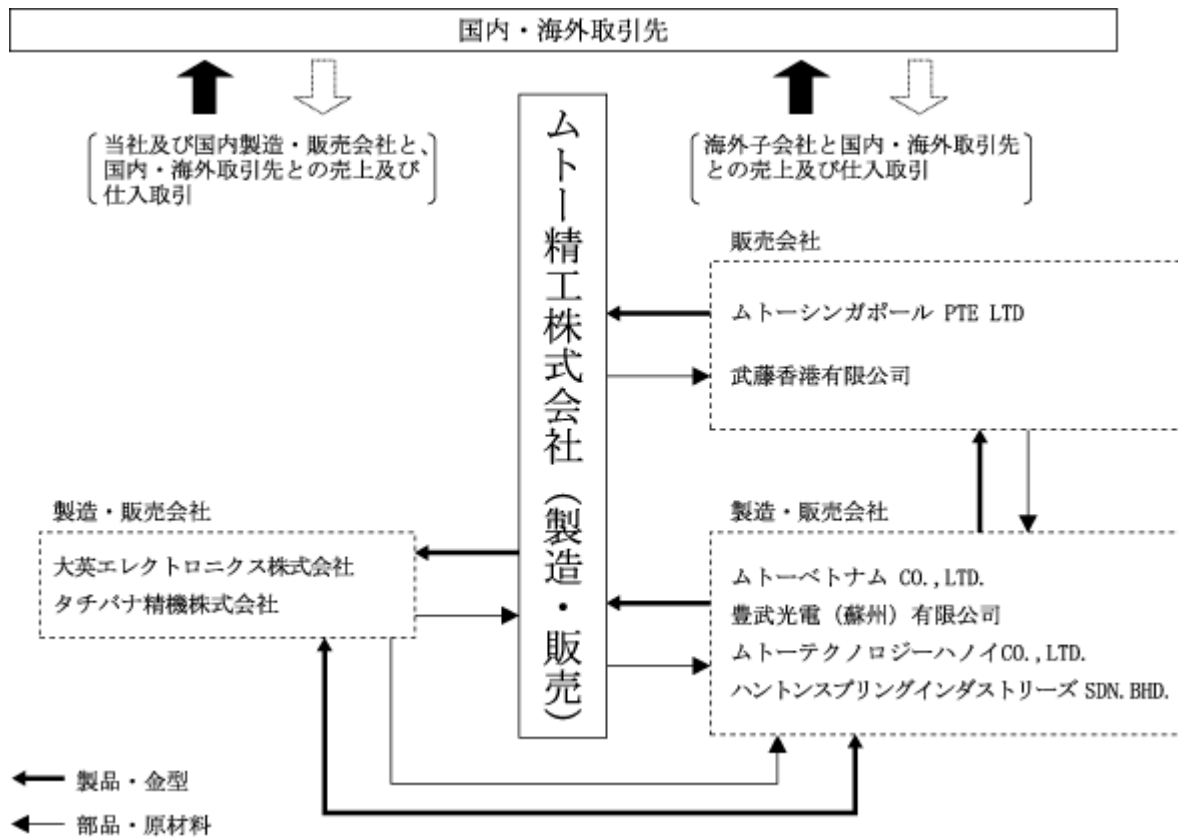 国内・海外取引先
当社及び国内製造・販売会社と、
国内・海外取引先との売上及び
仕入取引
海外子会社と国内・海外取引先
との売上及び仕入取引
ムトー精工株式会社（製造・販売）
販売会社
ムトーシンガポール PTE LTD
武藤香港有限公司
製造・販売会社
大英エレクトロニクス株式会社
タチバナ精機株式会社
製造・販売会社
ムトーベトナム CO.,LTD.
豊武光電（蘇州）有限公司
ムトーテクノロジーハノイCO.,LTD.
ハントンスプリングインダストリーズ SDN.BHD.
製品・金型
部品・原材料